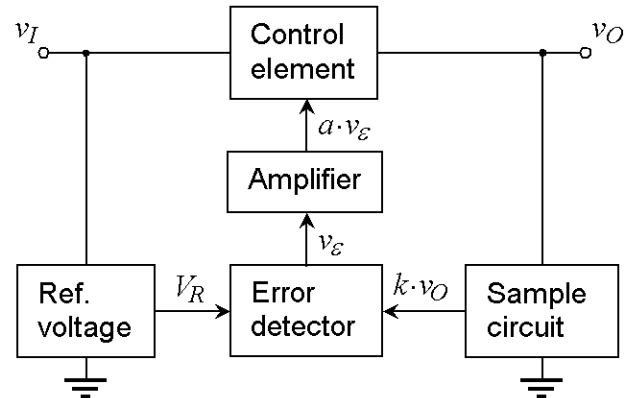 v_I
Control
element
v_O
a·v_ε
Amplifier
v_ε
Ref.
voltage
V_R
Error
detector
k·v_O
Sample
circuit